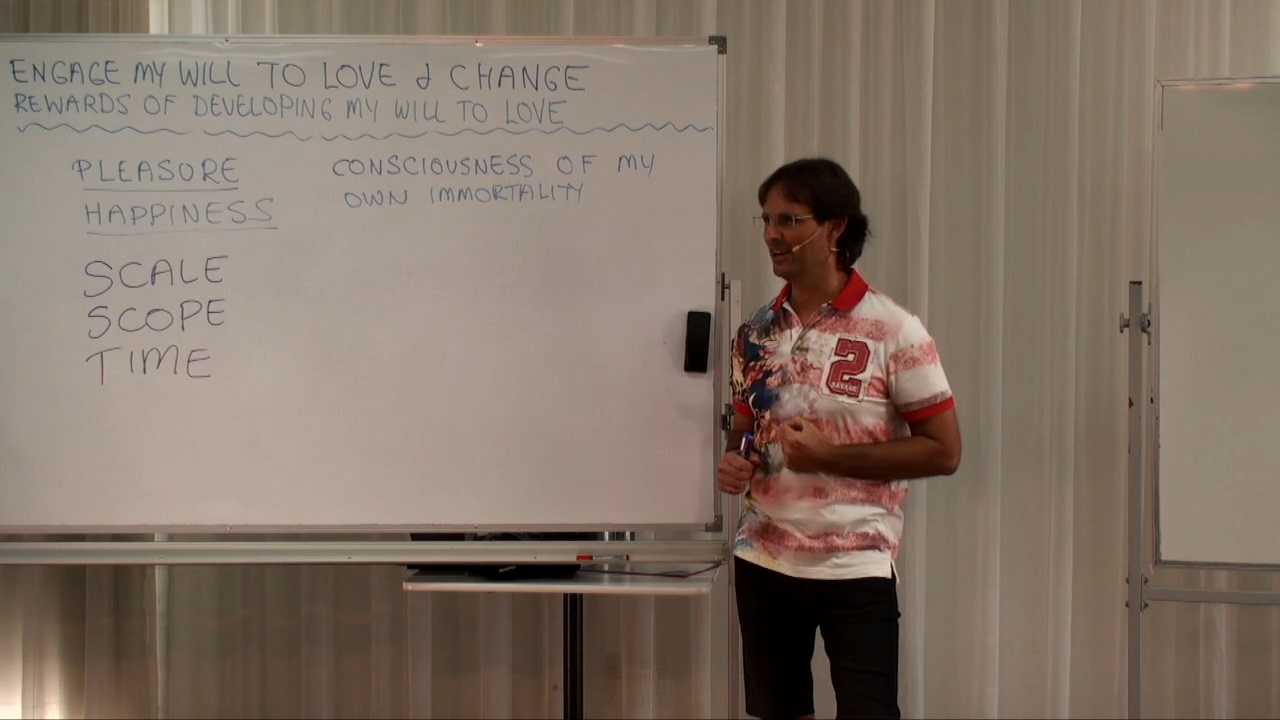 ENGAGE MY WILL TO LOVE & CHANGE
REWARDS OF DEVELOPING MY WILL TO LOVE
PLEASURE
HAPPINESS
CONSCIOUSNESS OF MY
OWN IMMORTALITY
SCALE
SCOPE
TIME
2
SAVAGE